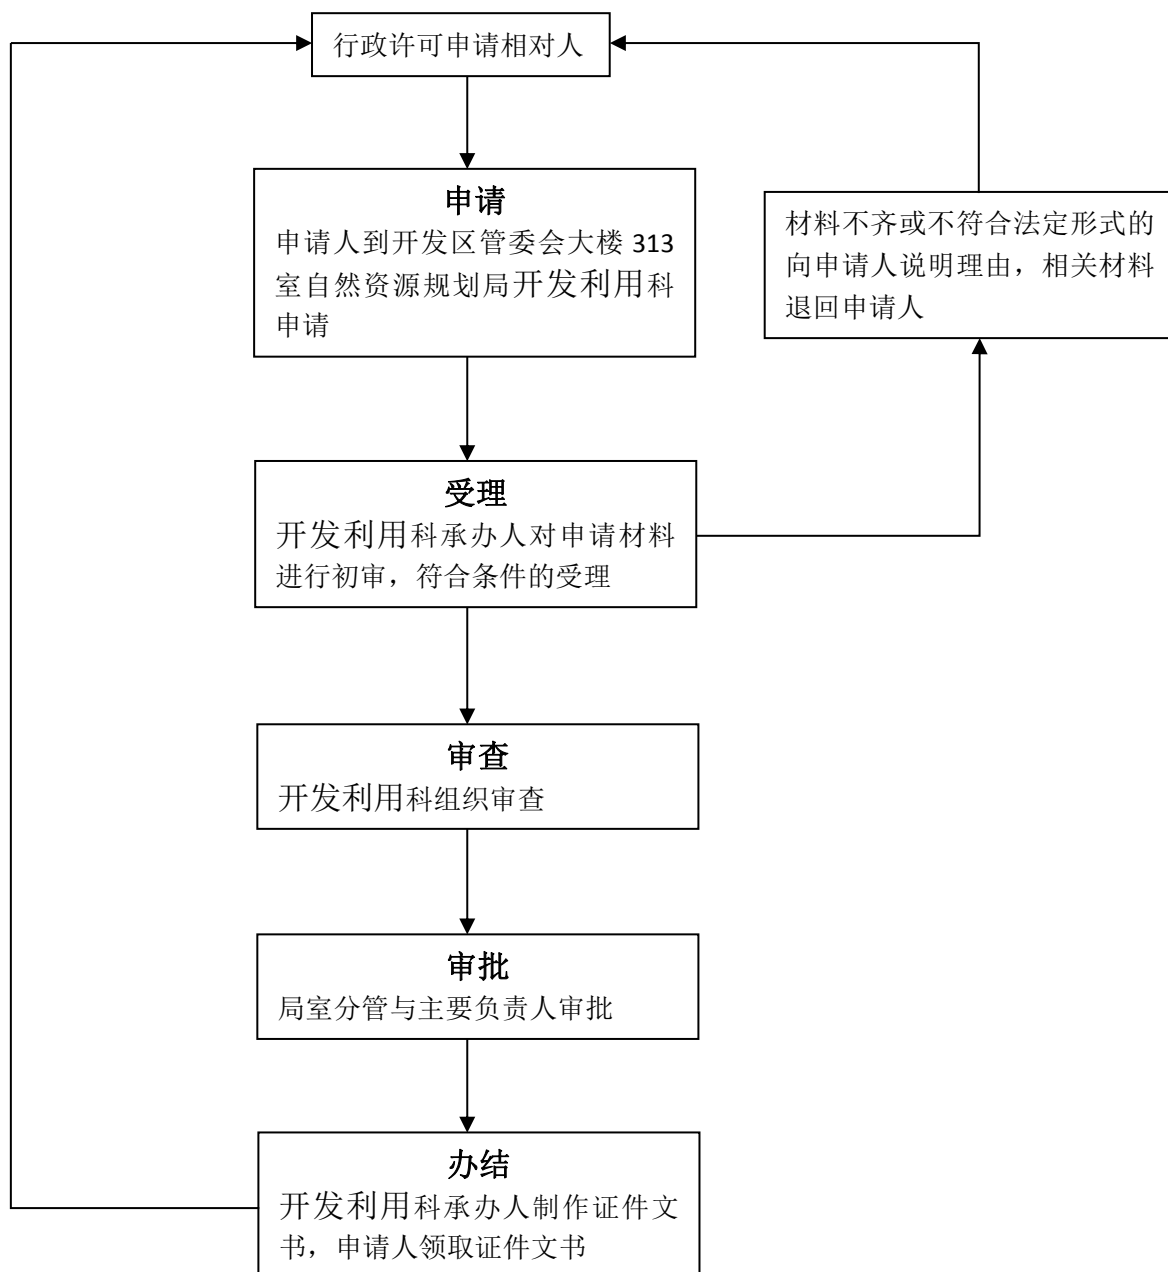 行政许可申请相对人
申请
申请人到开发区管委会大楼 313
室自然资源规划局开发利用科
申请
材料不齐或不符合法定形式的
向申请人说明理由，相关材料
退回申请人
受理
开发利用科承办人对申请材料
进行初审，符合条件的受理
审查
开发利用科组织审查
审批
局室分管与主要负责人审批
办结
开发利用科承办人制作证件文
书，申请人领取证件文书